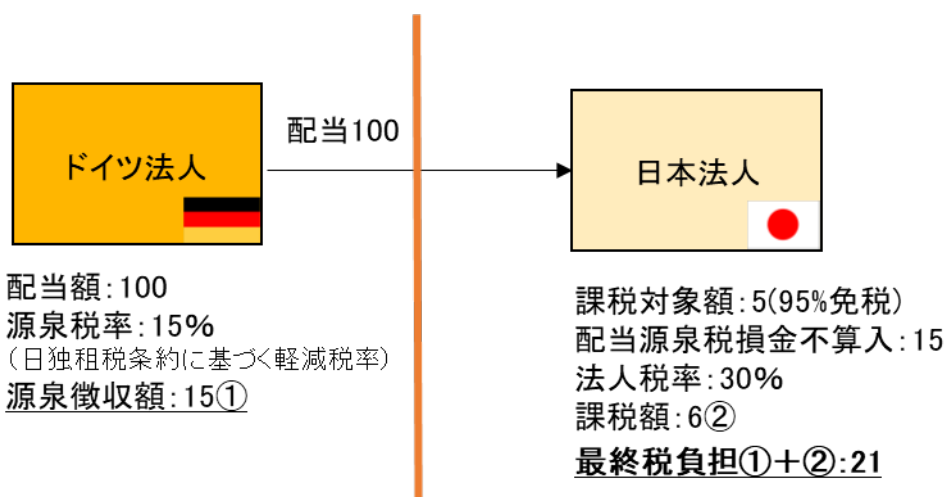 ドイツ法人
配当100
日本法人
配当額:100
源泉税率:15%
(日独租税条約に基づく軽減税率)
源泉徴収額:15①
課税対象額:5(95%免税)
配当源泉税損金不算入:15
法人税率:30%
課税額:6②
最終税負担①+②:21